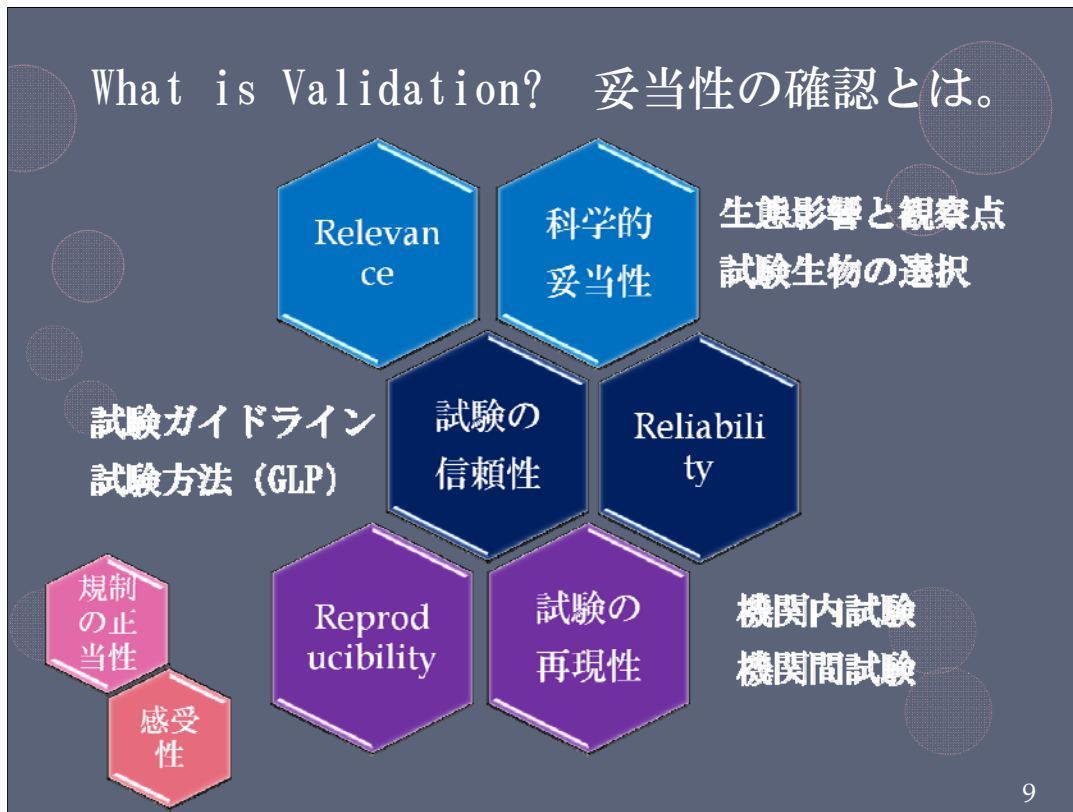 What is Validation?　妥当性の確認とは。
Relevan
ce
科学的
妥当性
生態影響と観察点
試験生物の選択
試験ガイドライン
試験方法（GLP）
試験の
信頼性
Reliabili
ty
Reprod
ucibility
試験の
再現性
機関内試験
機関間試験
規制
の正
当性
感受
性
9